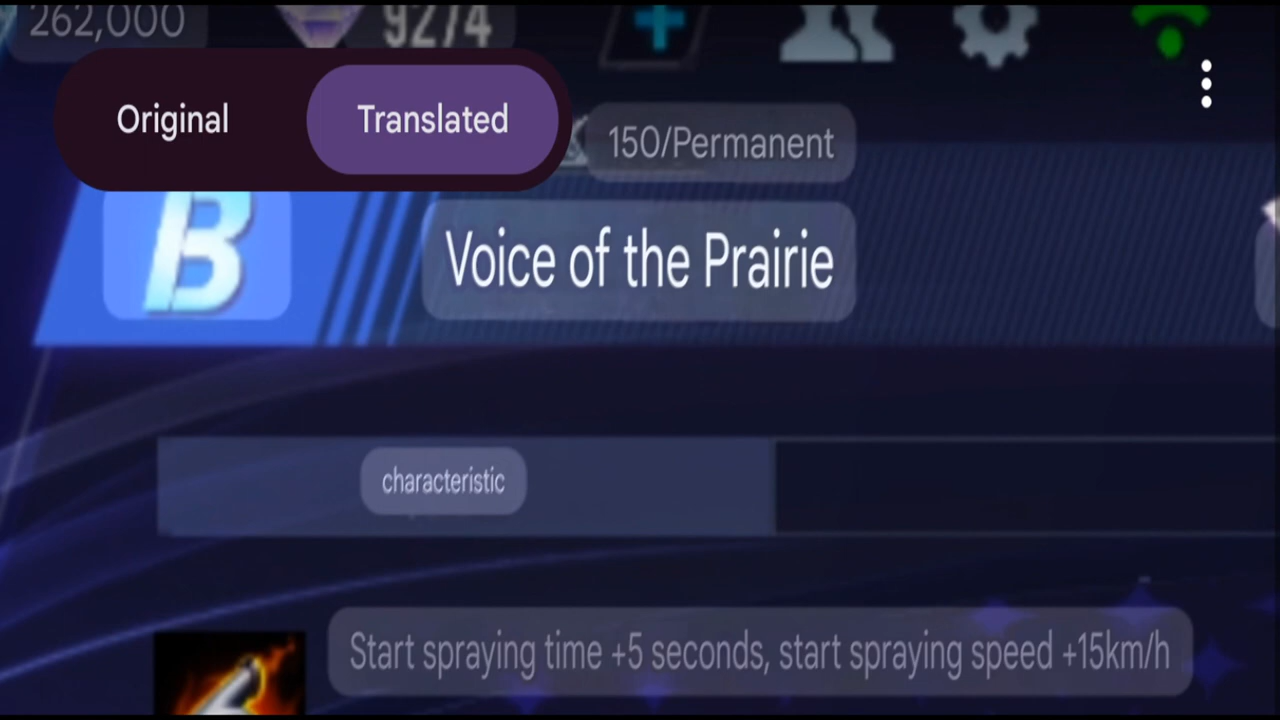 262,000
9274
Original
Translated
150/Permanent
B
Voice of the Prairie
characteristic
Start spraying time +5 seconds, start spraying speed +15km/h